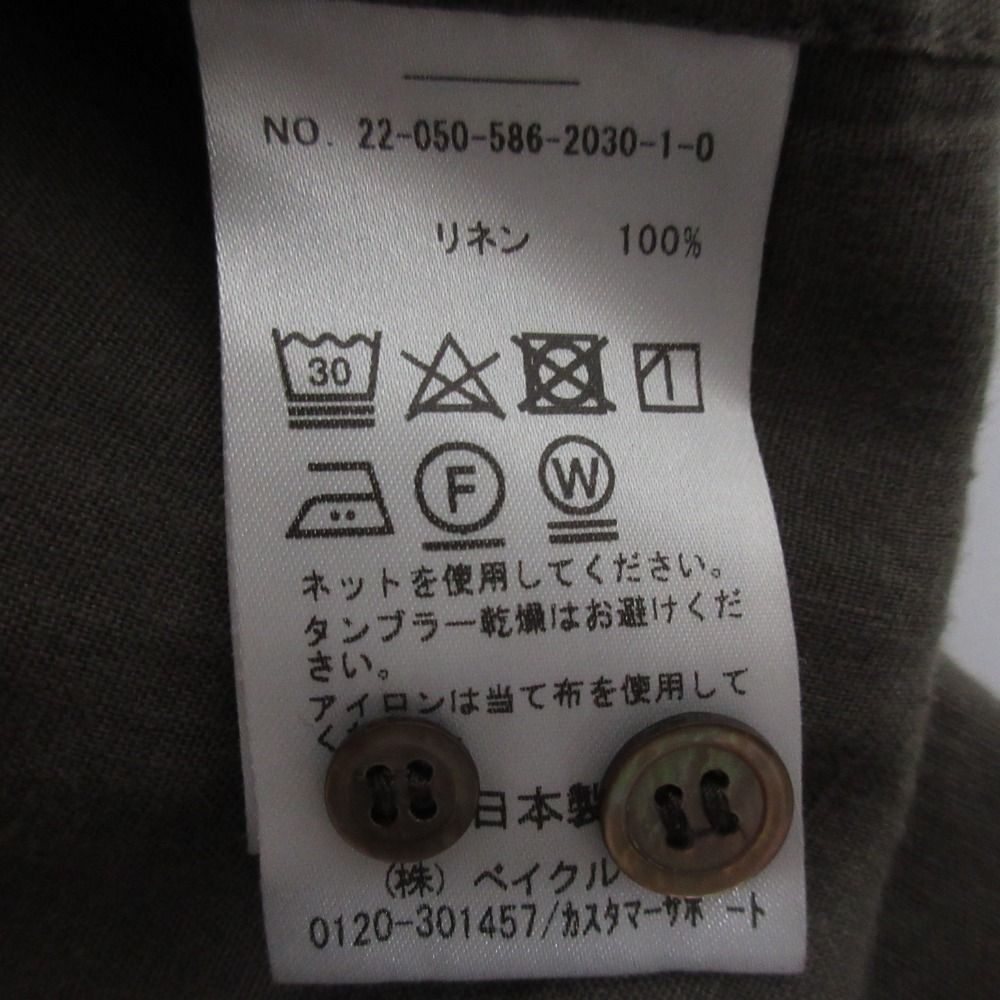 NO. 22-050-586-2030-1-0
リネン 100%
30
F
W
ネットを使用してください。
タンブラー乾燥はお避けくだ
さい。
アイロンは当て布を使用して
く
日本製
(株) ベイクル
0120-301457/カスタマーサポート